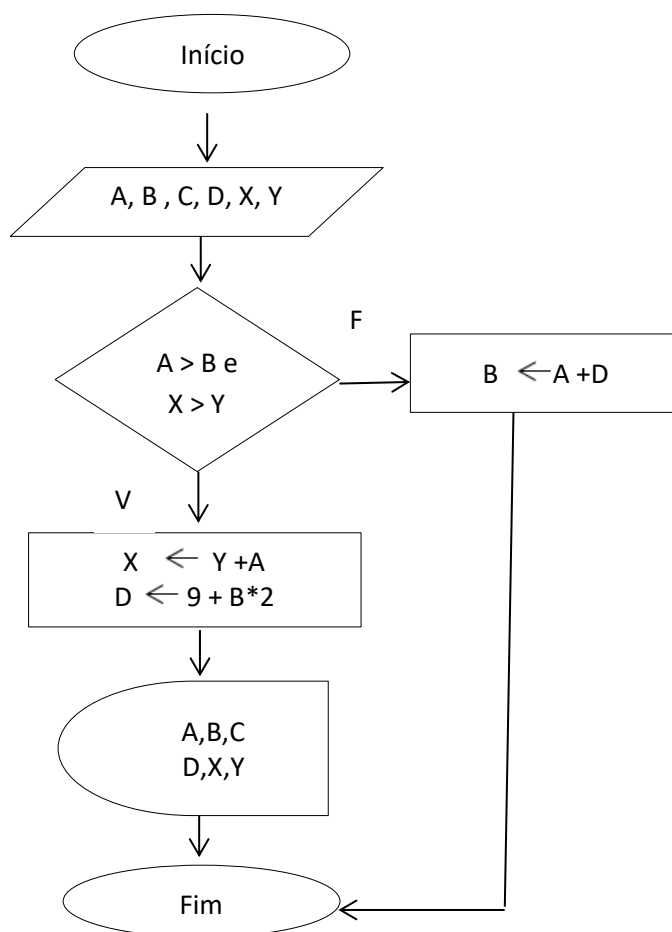 Início
A, B , C, D, X, Y
F
A > B e
X > Y
B ← A +D
V
X ← Y +A
D ← 9 + B*2
A,B,C
D,X,Y
Fim